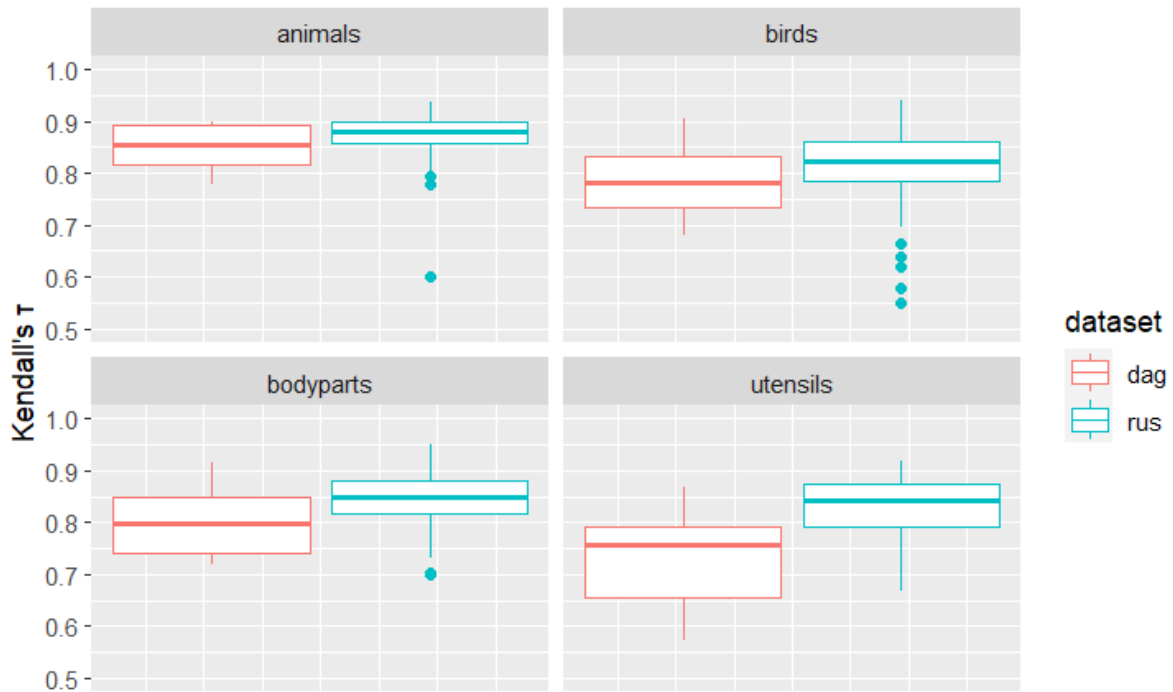 animals
birds
1.0
0.9
0.8
0.7
0.6
0.5
bodyparts
utensils
1.0
0.9
0.8
0.7
0.6
0.5
Kendall's τ
dataset
dag
rus